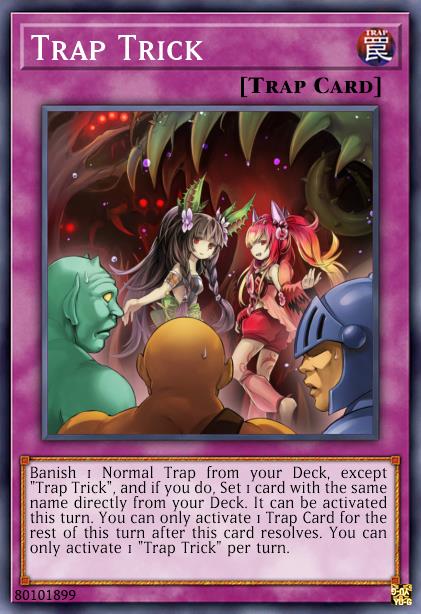 Trap Trick
TRAP
罠
[Trap Card]
Banish 1 Normal Trap from your Deck, except
"Trap Trick", and if you do, Set 1 card with the same
name directly from your Deck. It can be activated
this turn. You can only activate 1 Trap Card for the
rest of this turn after this card resolves. You can
only activate 1 "Trap Trick" per turn.
80101899